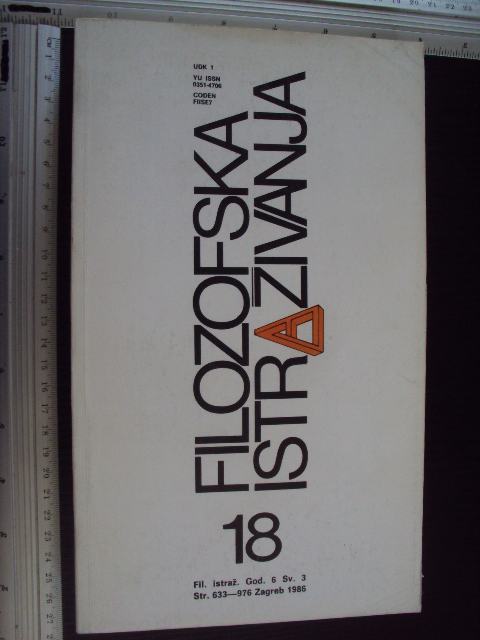 UDK 1
YU ISSN
0351-4706
CODEN
FIISE7
FILOZOFSKA
ISTRAŽIVANJA
18
Fil. istraž. God. 6 Sv. 3
Str. 633—976 Zagreb 1986